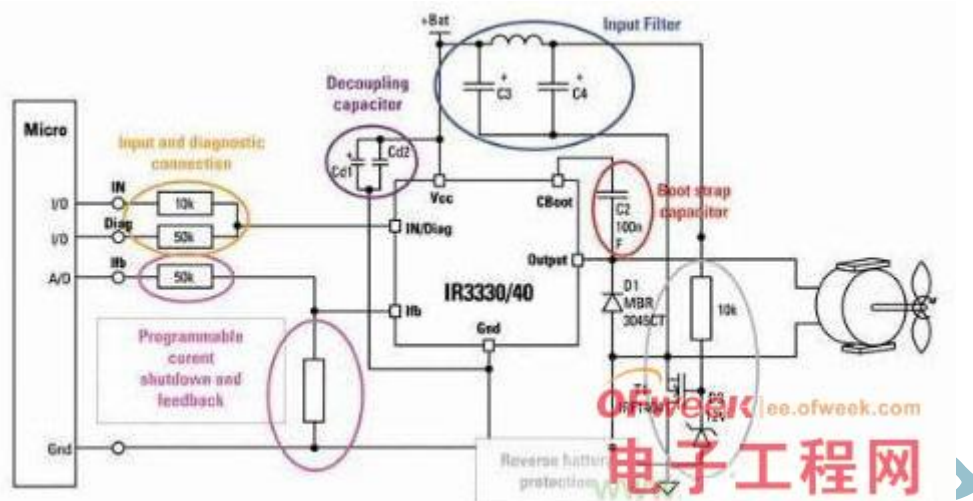 +Bat
Input Filter
C3
C4
Decoupling
capacitor
Cd1
Cd2
Micro
Input and diagnostic
connection
IN
I/O
10k
Diag
I/O
50k
Ifb
A/D
50k
Vcc
CBoot
IN/Diag
Output
IR3330/40
Ifb
Gnd
Boot strap
capacitor
C2
100n
F
D1
MBR
3045CT
10k
Programmable
curent
shutdown and
feedback
Gnd
Reverse
protection
OFweek
ee.ofweek.com
电子工程网